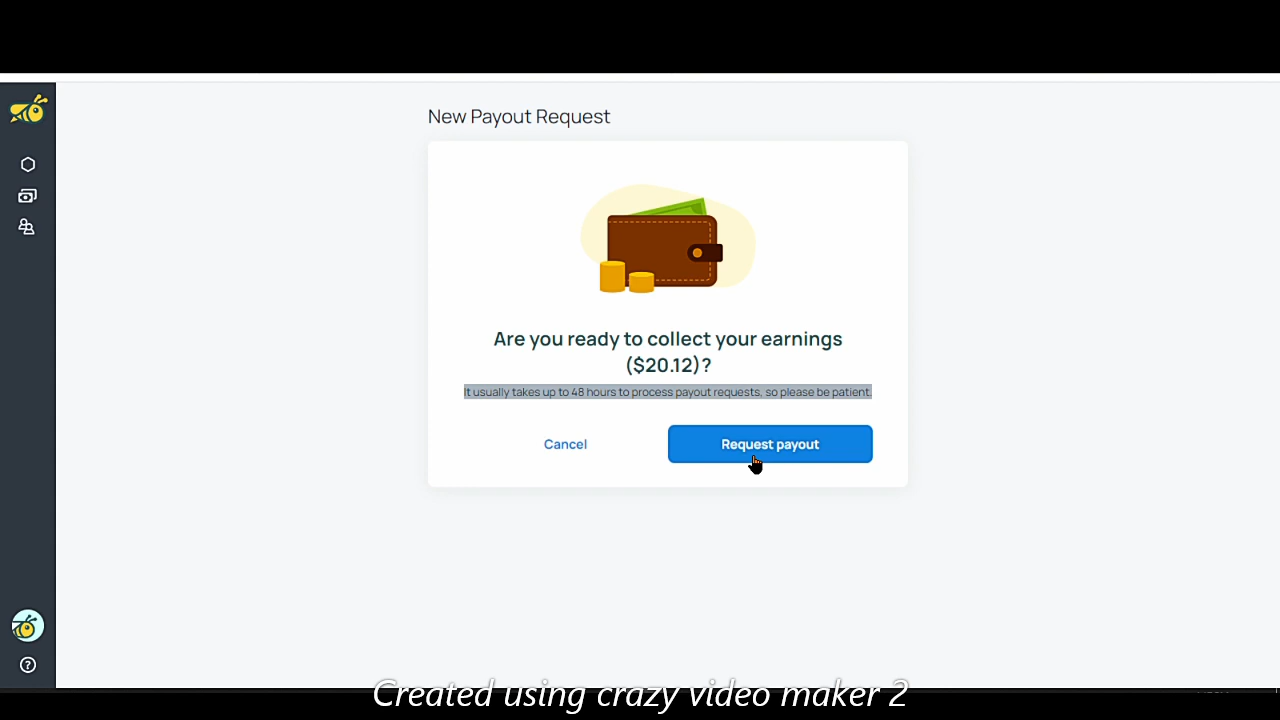 New Payout Request
Are you ready to collect your earnings
($20.12)?
It usually takes up to 48 hours to process payout requests, so please be patient.
Cancel
Request payout
Created using crazy video maker 2